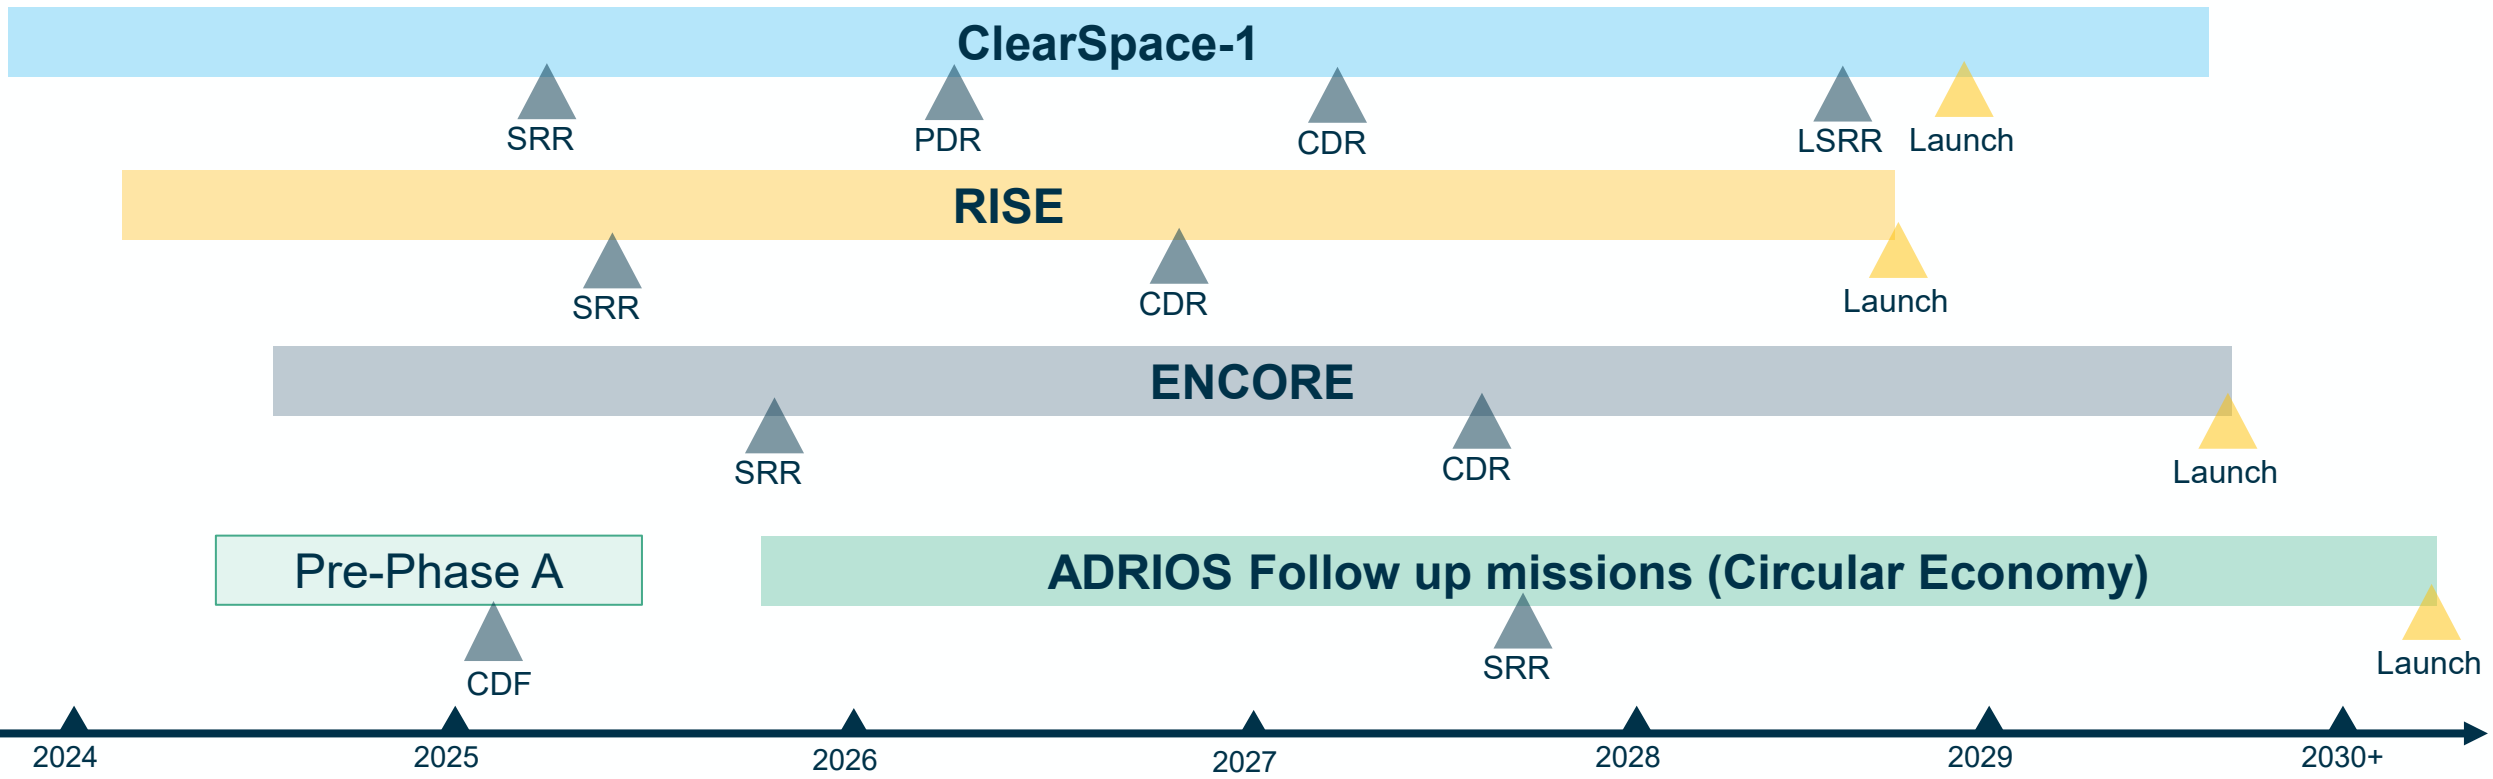 ClearSpace-1
SRR
PDR
CDR
LSRR
Launch
RISE
SRR
CDR
Launch
ENCORE
SRR
CDR
Launch
Pre-Phase A
ADRIOS Follow up missions (Circular Economy)
CDF
SRR
Launch
2024
2025
2026
2027
2028
2029
2030+